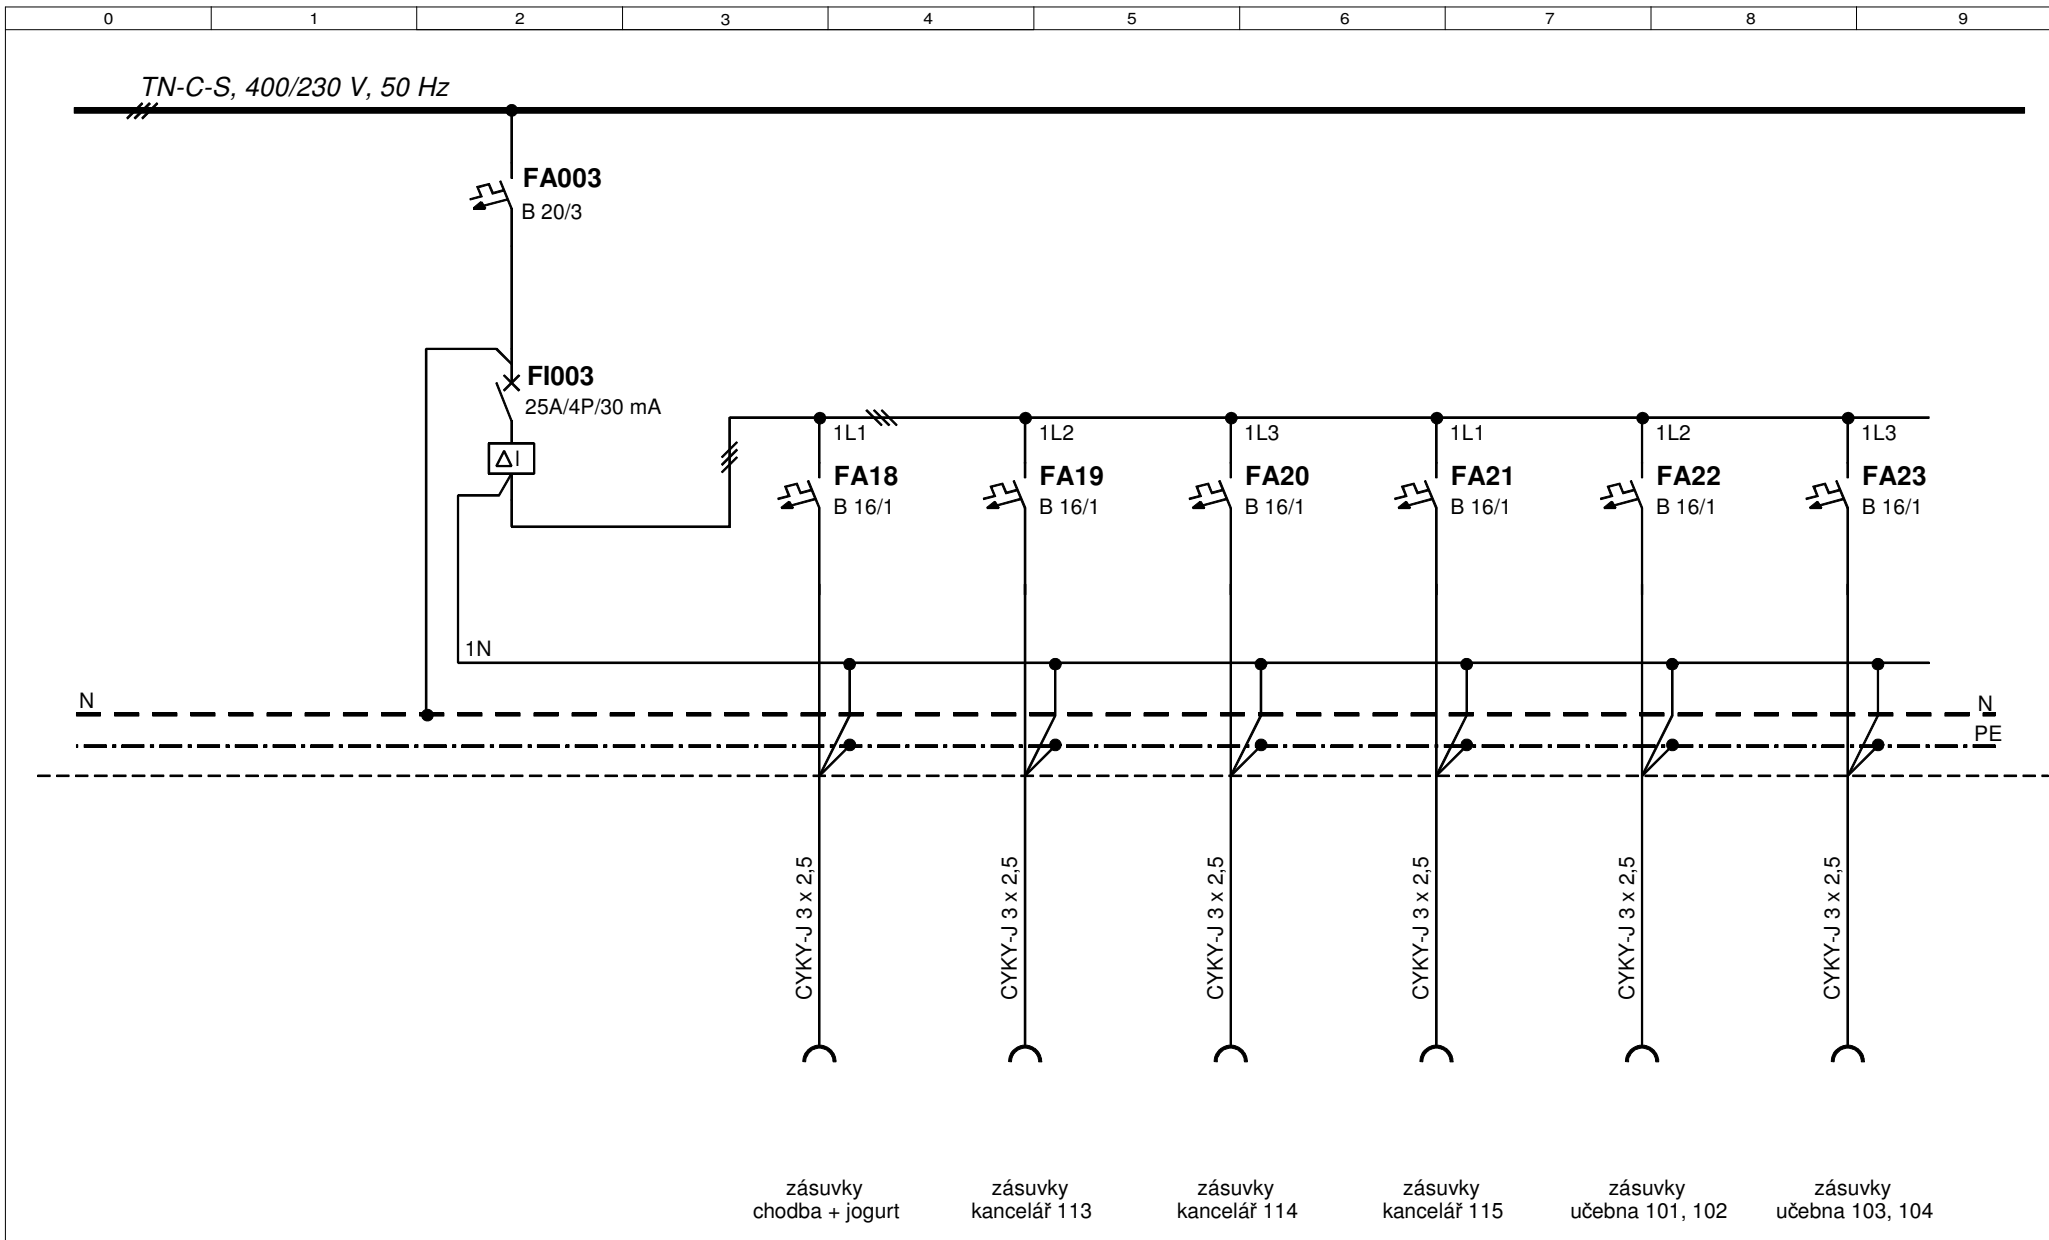 0 1 2 3 4 5 6 7 8 9
TN-C-S, 400/230 V, 50 Hz
FA003
B 20/3
FI003
25A/4P/30 mA
ΔI
1L1 1L2 1L3 1L1 1L2 1L3
FA18 FA19 FA20 FA21 FA22 FA23
B 16/1 B 16/1 B 16/1 B 16/1 B 16/1 B 16/1
1N
N N
PE
CYKY-J 3 x 2,5 CYKY-J 3 x 2,5 CYKY-J 3 x 2,5 CYKY-J 3 x 2,5 CYKY-J 3 x 2,5 CYKY-J 3 x 2,5
zásuvky
chodba + jogurt
zásuvky
kancelář 113
zásuvky
kancelář 114
zásuvky
kancelář 115
zásuvky
učebna 101, 102
zásuvky
učebna 103, 104